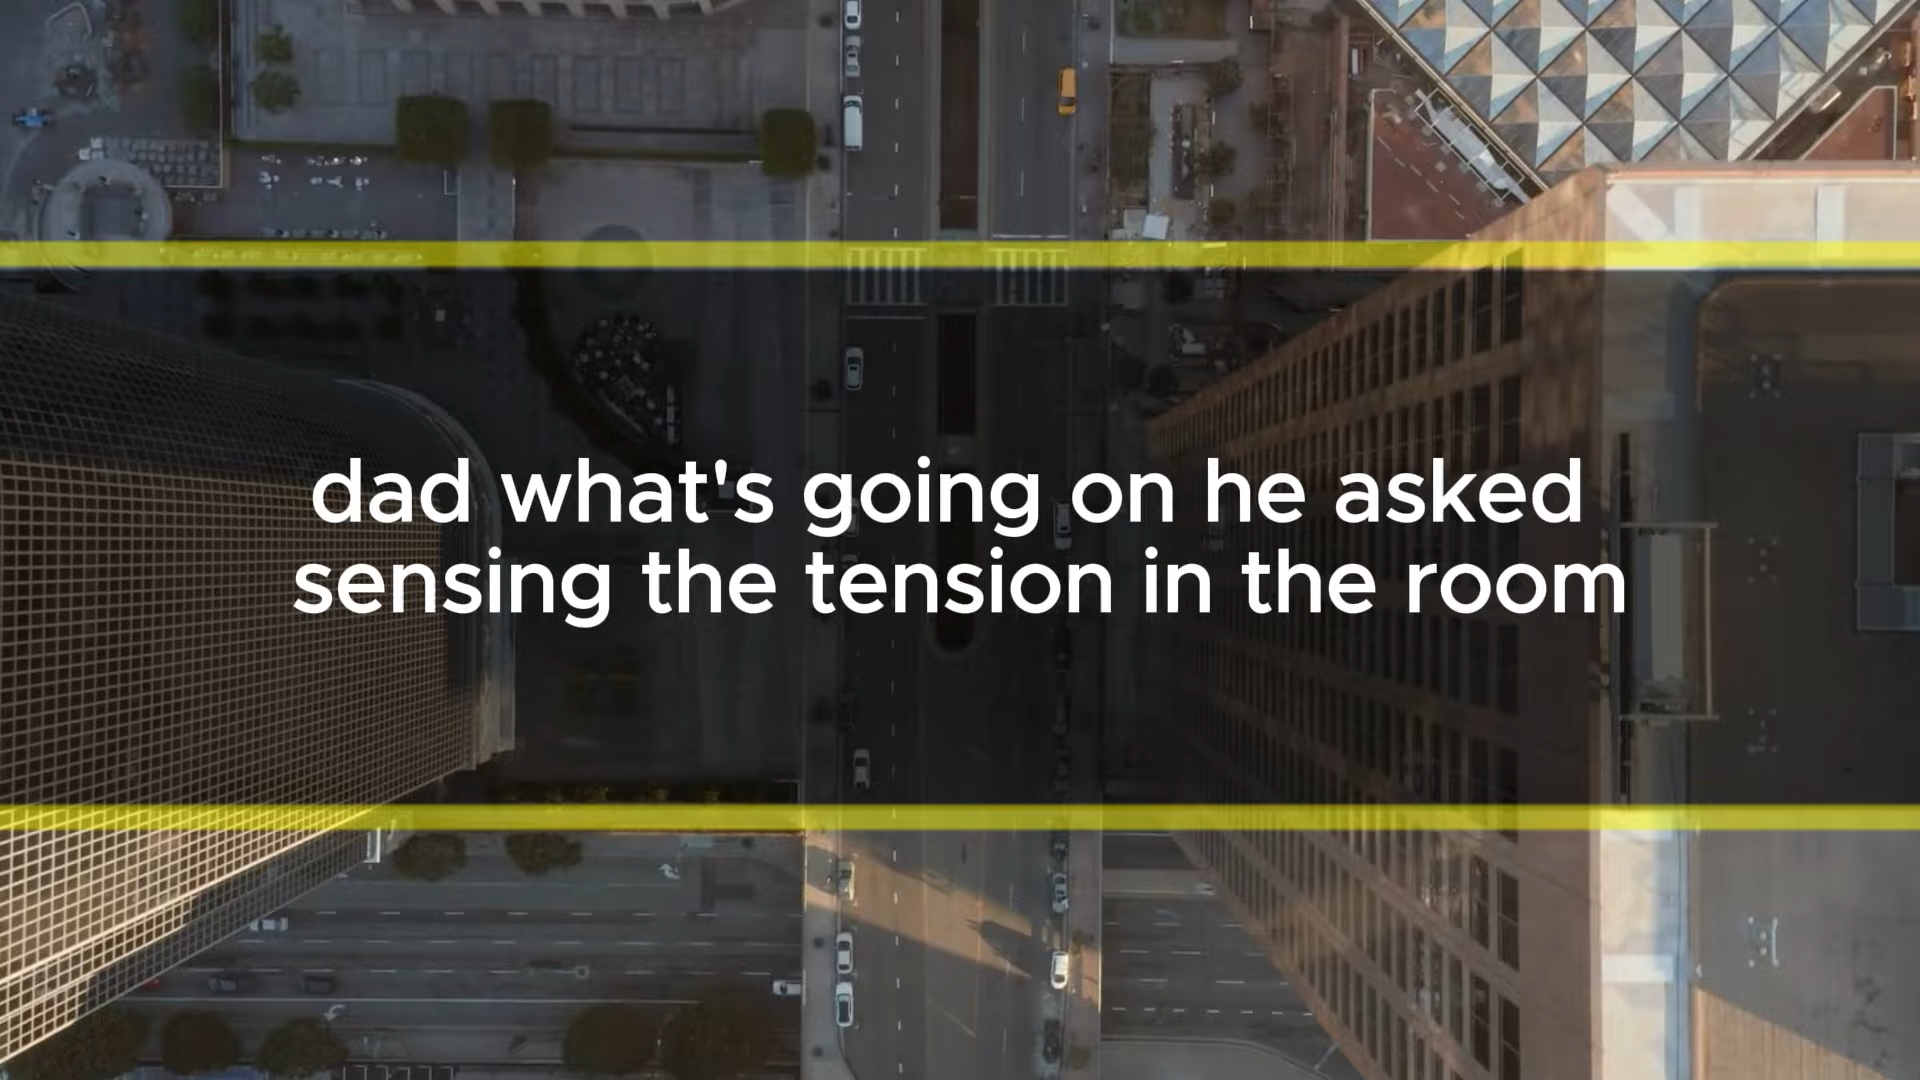 dad what's going on he asked
sensing the tension in the room